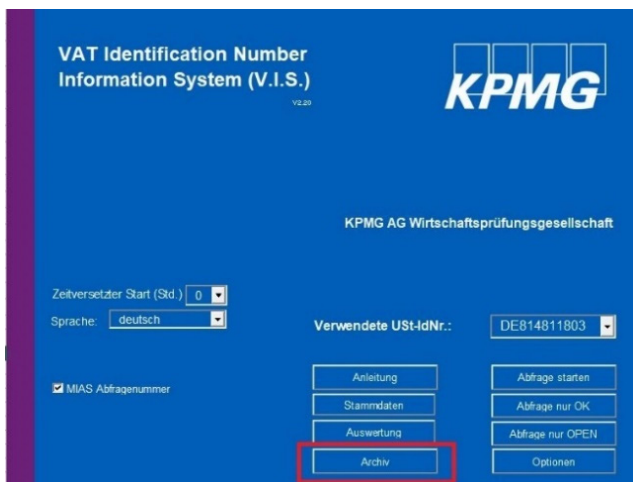 VAT Identification Number
Information System (V.I.S.)
V2.20
KPMG
KPMG AG Wirtschaftsprüfungsgesellschaft
Zeitversetzter Start (Std.) 0
Sprache: deutsch
Verwendete USt-IdNr.: DE814811803
MIAS Abfragenummer
Anleitung Abfrage starten
Stammdaten Abfrage nur OK
Auswertung Abfrage nur OPEN
Archiv Optionen